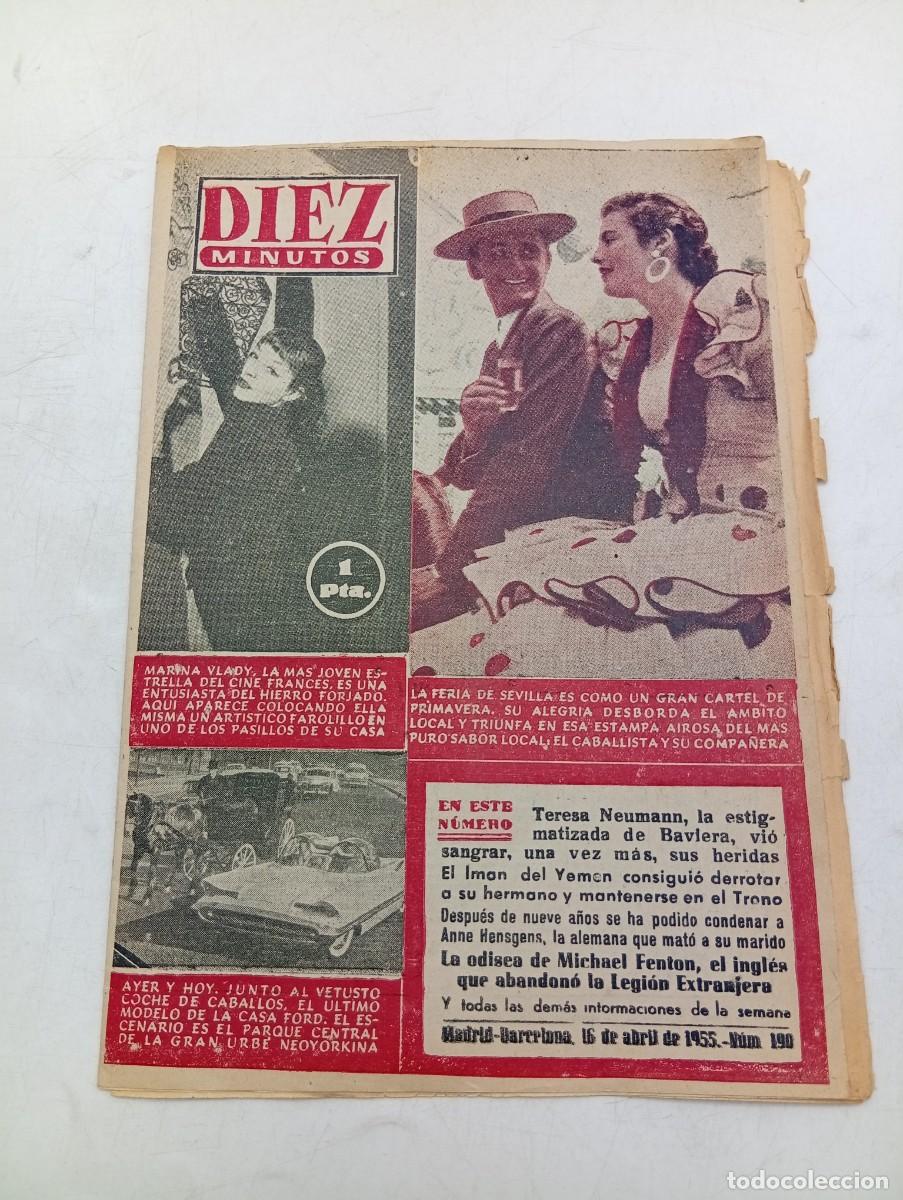 DIEZ
MINUTOS
1
Pta.
MARINA VLADY, LA MAS JOVEN ES-
TRELLA DEL CINE FRANCES, ES UNA
ENTUSIASTA DEL HIERRO FORJADO.
AQUI APARECE COLOCANDO ELLA
MISMA UN ARTISTICO FAROLILLO EN
UNO DE LOS PASILLOS DE SU CASA
LA FERIA DE SEVILLA ES COMO UN GRAN CARTEL DE
PRIMAVERA. SU ALEGRIA DESBORDA EL AMBITO
LOCAL Y TRIUNFA EN ESA ESTAMPA AIROSA, DEL MAS
PURO SABOR LOCAL: EL CABALLISTA Y SU COMPAÑERA
AYER Y HOY. JUNTO AL VETUSTO
COCHE DE CABALLOS, EL ULTIMO
MODELO DE LA CASA FORD. EL ES-
CENARIO ES EL PARQUE CENTRAL
DE LA GRAN URBE NEOYORKINA
EN ESTE
NÚMERO
Teresa Neumann, la estig-
matizada de Baviera, vió
sangrar, una vez más, sus heridas
El Iman del Yemen consiguió derrotar
a su hermano y mantenerse en el Trono
Después de nueve años se ha podido condenar a
Anne Hensgens, la alemana que mató a su marido
La odisea de Michael Fenton, el inglés
que abandonó la Legión Extranjera
Y todas las demás informaciones de la semana
Madrid-Barcelona, 16 de abril de 1955.-Núm. 190
todocoleccion